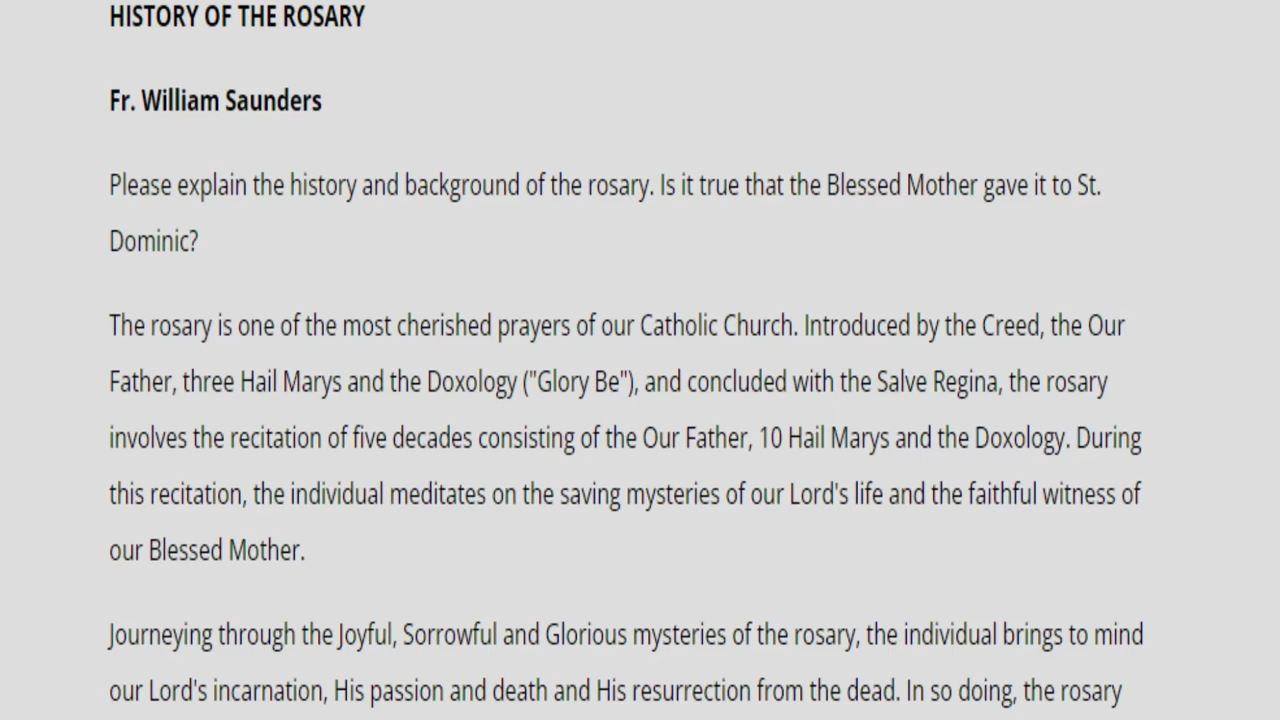 HISTORY OF THE ROSARY
Fr. William Saunders
Please explain the history and background of the rosary. Is it true that the Blessed Mother gave it to St.
Dominic?
The rosary is one of the most cherished prayers of our Catholic Church. Introduced by the Creed, the Our
Father, three Hail Marys and the Doxology ("Glory Be"), and concluded with the Salve Regina, the rosary
involves the recitation of five decades consisting of the Our Father, 10 Hail Marys and the Doxology. During
this recitation, the individual meditates on the saving mysteries of our Lord's life and the faithful witness of
our Blessed Mother.
Journeying through the Joyful, Sorrowful and Glorious mysteries of the rosary, the individual brings to mind
our Lord's incarnation, His passion and death and His resurrection from the dead. In so doing, the rosary